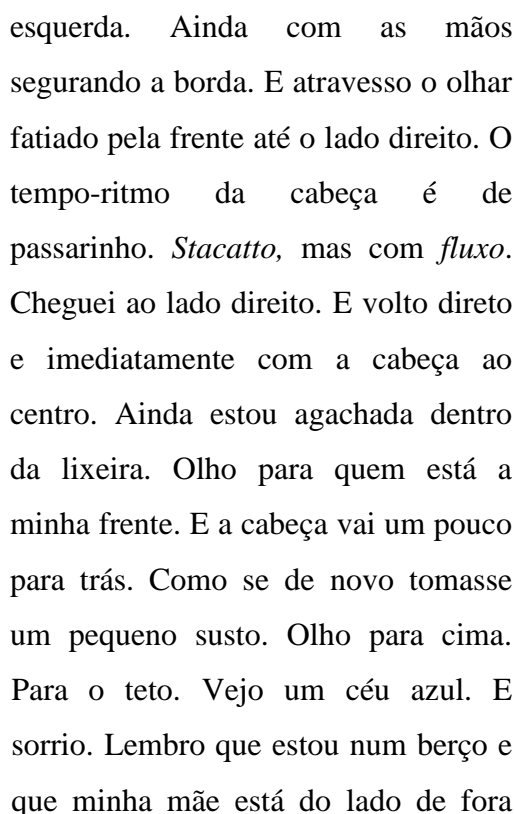 esquerda. Ainda com as mãos
segurando a borda. E atravesso o olhar
fatiado pela frente até o lado direito. O
tempo-ritmo da cabeça é de
passarinho. Stacatto, mas com fluxo.
Cheguei ao lado direito. E volto direto
e imediatamente com a cabeça ao
centro. Ainda estou agachada dentro
da lixeira. Olho para quem está a
minha frente. E a cabeça vai um pouco
para trás. Como se de novo tomasse
um pequeno susto. Olho para cima.
Para o teto. Vejo um céu azul. E
sorrio. Lembro que estou num berço e
que minha mãe está do lado de fora